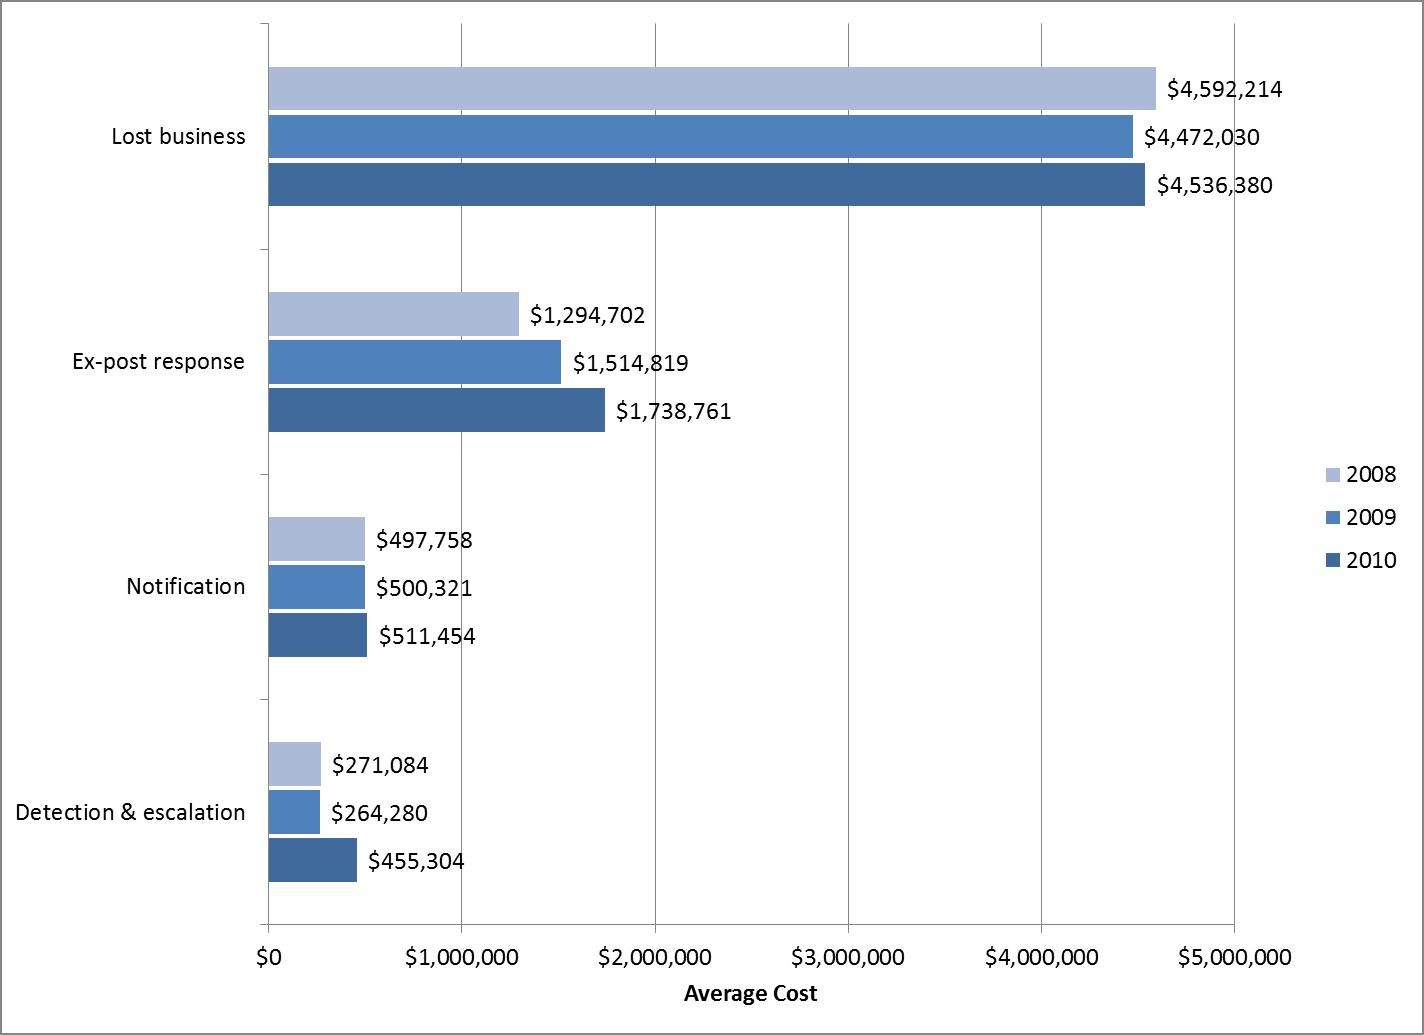 $4,592,214
Lost business
$4,472,030
$4,536,380
$1,294,702
Ex-post response
$1,514,819
$1,738,761
2008
2009
2010
$497,758
Notification
$500,321
$511,454
$271,084
Detection & escalation
$264,280
$455,304
$0 $1,000,000 $2,000,000 $3,000,000 $4,000,000 $5,000,000
Average Cost